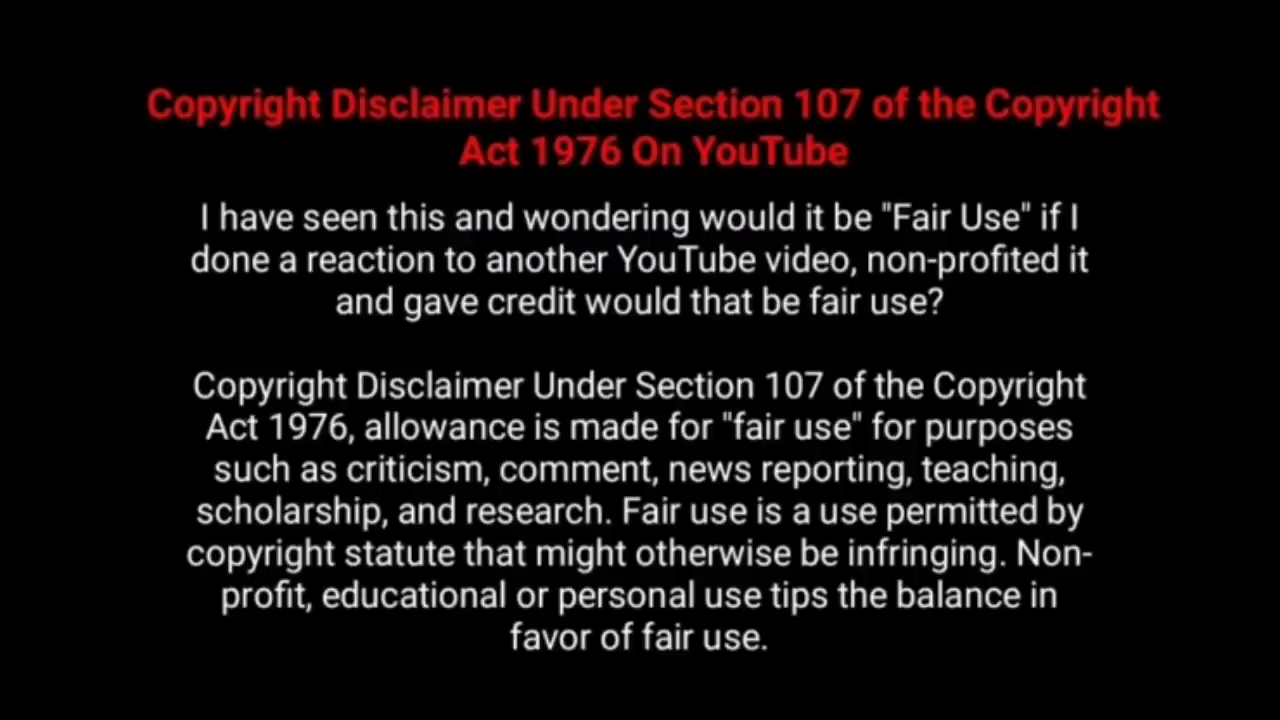 Copyright Disclaimer Under Section 107 of the Copyright
Act 1976 On YouTube
I have seen this and wondering would it be "Fair Use" if I
done a reaction to another YouTube video, non-profited it
and gave credit would that be fair use?
Copyright Disclaimer Under Section 107 of the Copyright
Act 1976, allowance is made for "fair use" for purposes
such as criticism, comment, news reporting, teaching,
scholarship, and research. Fair use is a use permitted by
copyright statute that might otherwise be infringing. Non-
profit, educational or personal use tips the balance in
favor of fair use.